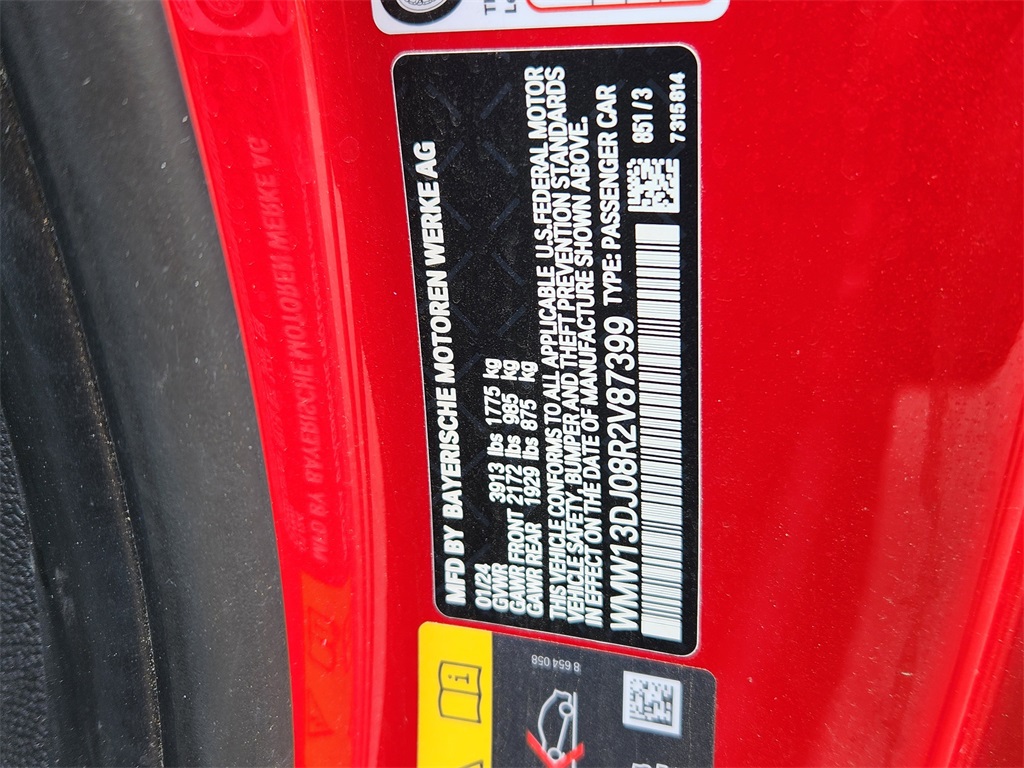 MFD BY BAYERISCHE MOTOREN WERKE AG
01/24
GVWR 3913 lbs 1775 kg
GAWR FRONT 2172 lbs 985 kg
GAWR REAR 1929 lbs 875 kg
THIS VEHICLE CONFORMS TO ALL APPLICABLE U.S. FEDERAL MOTOR
VEHICLE SAFETY, BUMPER AND THEFT PREVENTION STANDARDS
IN EFFECT ON THE DATE OF MANUFACTURE SHOWN ABOVE.
WMW13DJ08R2V87399 TYPE: PASSENGER CAR
851 / 3
7315814
8 654 058